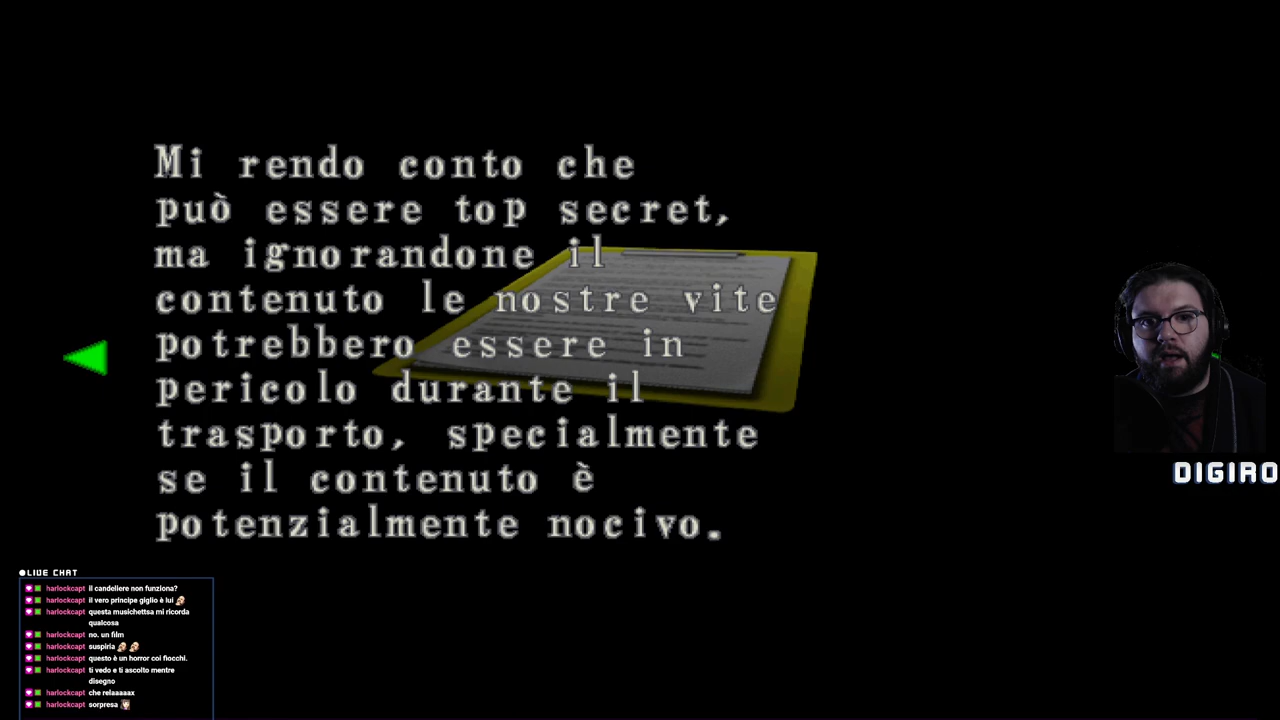 Mi rendo conto che
può essere top secret,
ma ignorandone il
contenuto le nostre vite
potrebbero essere in
pericolo durante il
trasporto, specialmente
se il contenuto è
potenzialmente nocivo.
DIGIRO
LIVE CHAT
harlockcapt il candeliere non funziona?
harlockcapt il vero principe giglio è lui
harlockcapt questa musichettsa mi ricorda
qualcosa
harlockcapt no. un film
harlockcapt suspiria
harlockcapt questo è un horror coi fiocchi.
harlockcapt ti vedo e ti ascolto mentre
disegno
harlockcapt che relaaaaax
harlockcapt sorpresa